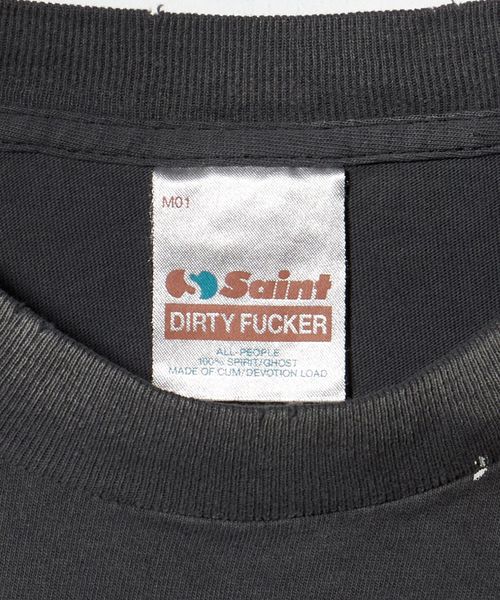 M01
Saint
DIRTY FUCKER
ALL-PEOPLE
100% SPIRIT/GHOST
MADE OF CUM/DEVOTION LOAD